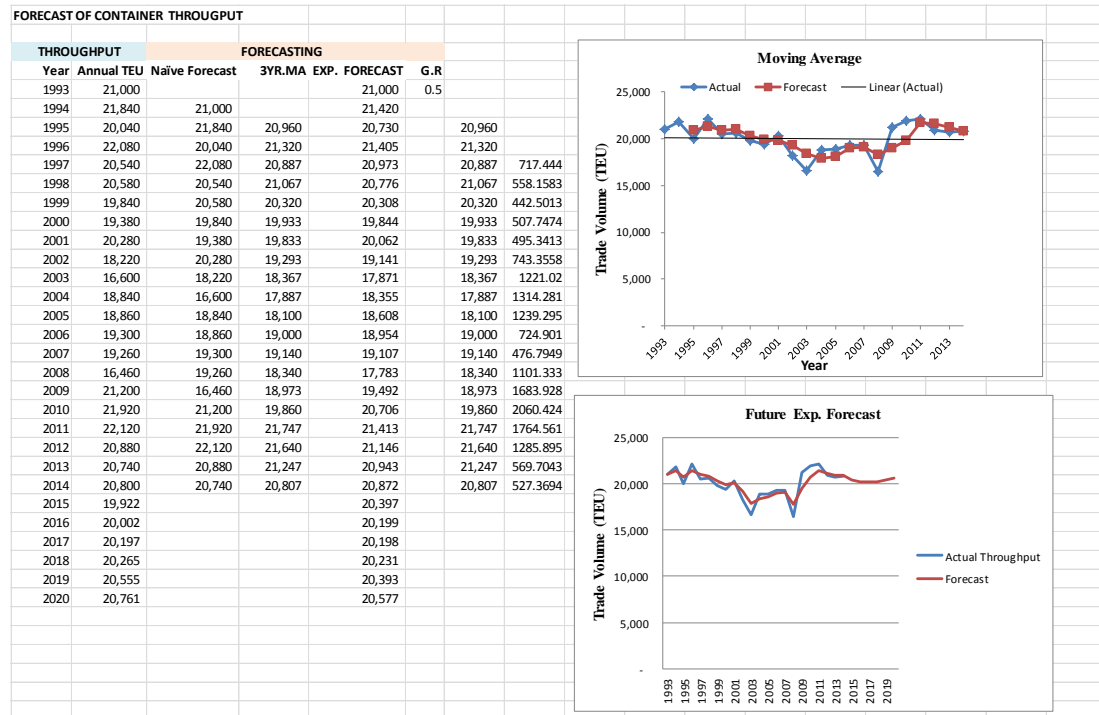 FORECAST OF CONTAINER THROUGPUT
THROUGHPUT FORECASTING
Year Annual TEU Naïve Forecast 3YR.MA EXP. FORECAST G.R
1993 21,000 21,000 0.5
1994 21,840 21,000 21,420
1995 20,040 21,840 20,960 20,730 20,960
1996 22,080 20,040 21,320 21,405 21,320
1997 20,540 22,080 20,887 20,973 20,887 717.444
1998 20,580 20,540 21,067 20,776 21,067 558.1583
1999 19,840 20,580 20,320 20,308 20,320 442.5013
2000 19,380 19,840 19,933 19,844 19,933 507.7474
2001 20,280 19,380 19,833 20,062 19,833 495.3413
2002 18,220 20,280 19,293 19,141 19,293 743.3558
2003 16,600 18,220 18,367 17,871 18,367 1221.02
2004 18,840 16,600 17,887 18,355 17,887 1314.281
2005 18,860 18,840 18,100 18,608 18,100 1239.295
2006 19,300 18,860 19,000 18,954 19,000 724.901
2007 19,260 19,300 19,140 19,107 19,140 476.7949
2008 16,460 19,260 18,340 17,783 18,340 1101.333
2009 21,200 16,460 18,973 19,492 18,973 1683.928
2010 21,920 21,200 19,860 20,706 19,860 2060.424
2011 22,120 21,920 21,747 21,413 21,747 1764.561
2012 20,880 22,120 21,640 21,146 21,640 1285.895
2013 20,740 20,880 21,247 20,943 21,247 569.7043
2014 20,800 20,740 20,807 20,872 20,807 527.3694
2015 19,922 20,397
2016 20,002 20,199
2017 20,197 20,198
2018 20,265 20,231
2019 20,555 20,393
2020 20,761 20,577
Moving Average
Actual Forecast Linear (Actual)
Trade Volume (TEU)
25,000
20,000
15,000
10,000
5,000
-
1993 1995 1997 1999 2001 2003 2005 2007 2009 2011 2013
Year
Future Exp. Forecast
Trade Volume (TEU)
25,000
20,000
15,000
10,000
5,000
-
1993 1995 1997 1999 2001 2003 2005 2007 2009 2011 2013 2015 2017 2019
Actual Throughput
Forecast